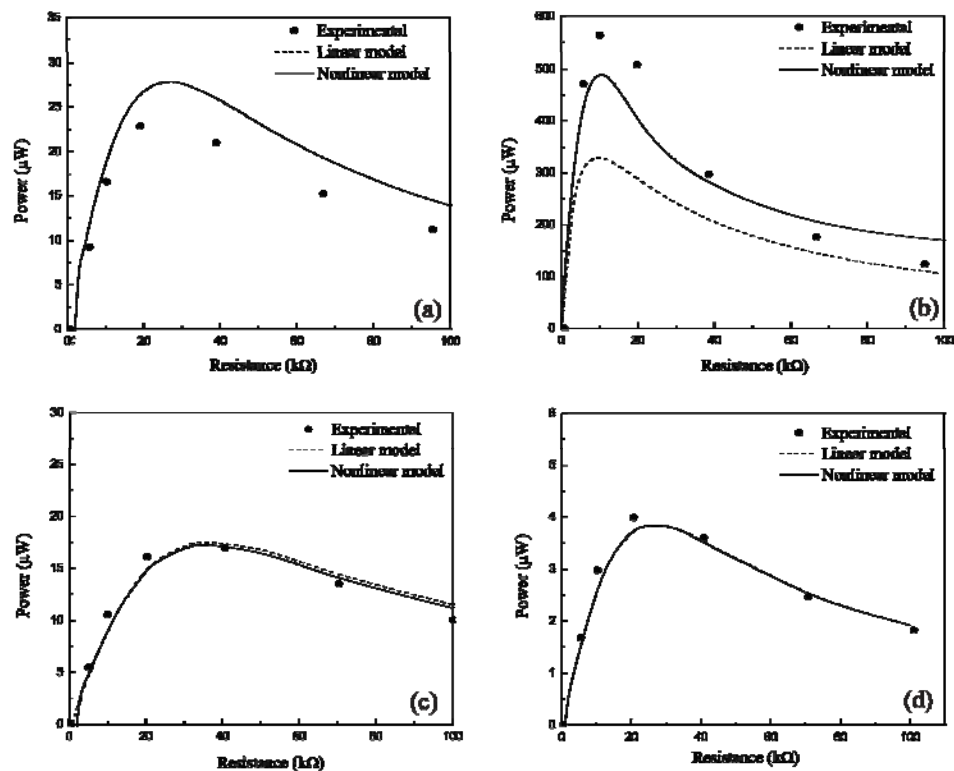 35
30
25
20
15
10
5
0
Power (μW)
Experimental
Linear model
Nonlinear model
(a)
0 20 40 60 80 100
Resistance (kΩ)
600
500
400
300
200
100
0
Power (μW)
Experimental
Linear model
Nonlinear model
(b)
0 20 40 60 80 100
Resistance (kΩ)
30
25
20
15
10
5
0
Power (μW)
Experimental
Linear model
Nonlinear model
(c)
0 20 40 60 80 100
Resistance (kΩ)
6
5
4
3
2
1
0
Power (μW)
Experimental
Linear model
Nonlinear model
(d)
0 20 40 60 80 100
Resistance (kΩ)